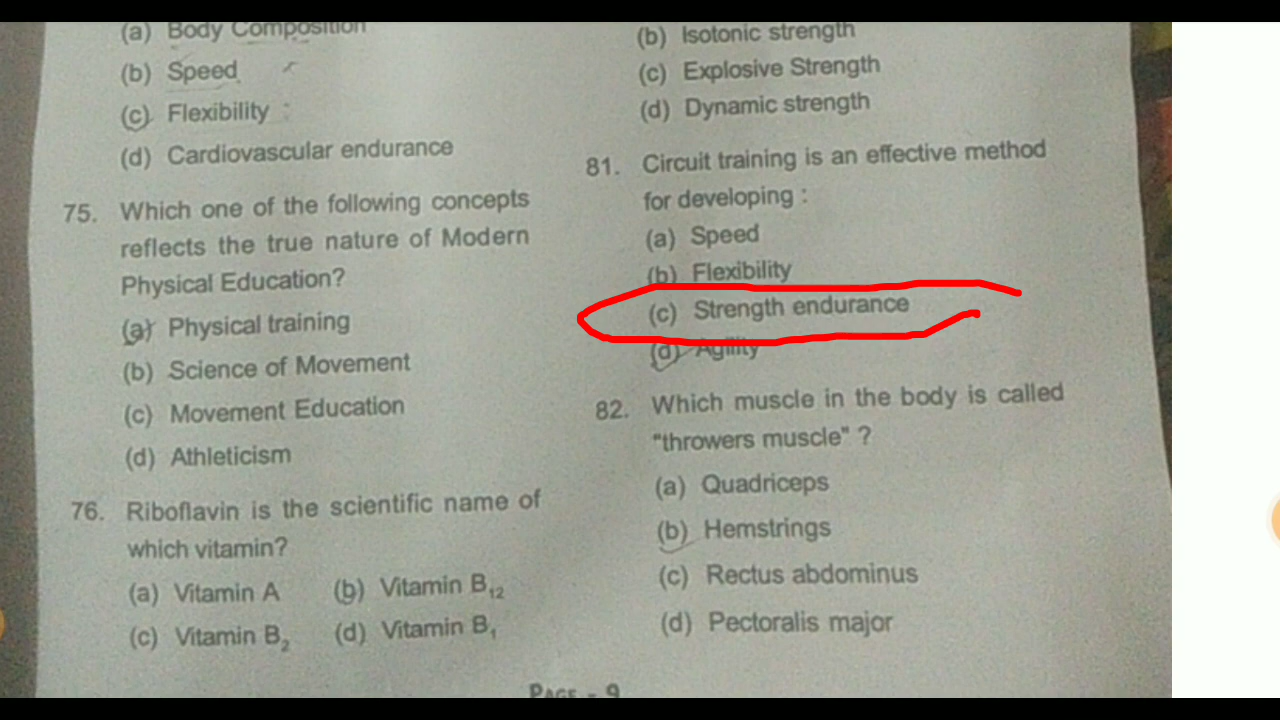 (a) Body Composition
(b) Speed
(c) Flexibility :
(d) Cardiovascular endurance
75. Which one of the following concepts
reflects the true nature of Modern
Physical Education?
(a) Physical training
(b) Science of Movement
(c) Movement Education
(d) Athleticism
76. Riboflavin is the scientific name of
which vitamin?
(a) Vitamin A (b) Vitamin B₁₂
(c) Vitamin B₂ (d) Vitamin B₁
(b) Isotonic strength
(c) Explosive Strength
(d) Dynamic strength
81. Circuit training is an effective method
for developing :
(a) Speed
(b) Flexibility
(c) Strength endurance
(d) Agility
82. Which muscle in the body is called
"throwers muscle" ?
(a) Quadriceps
(b) Hemstrings
(c) Rectus abdominus
(d) Pectoralis major
PAGE - 9